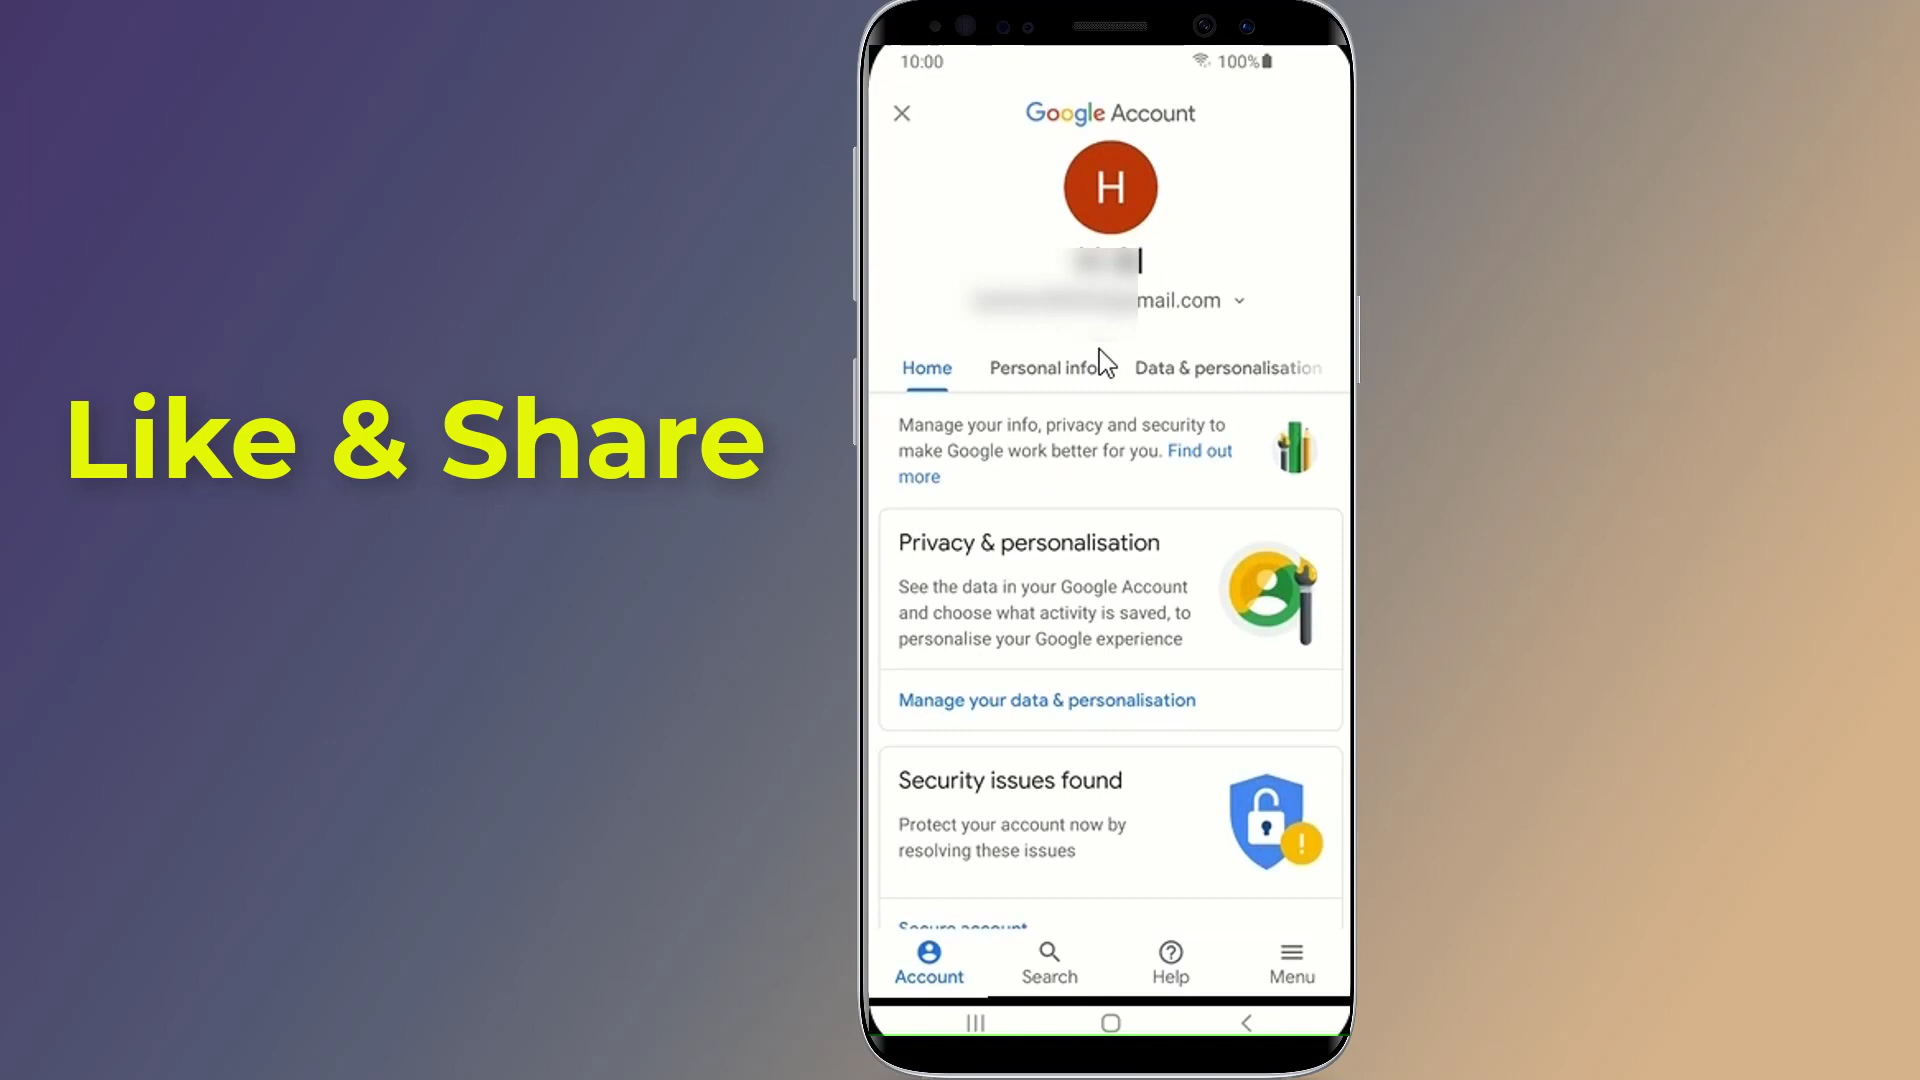 Like & Share
10:00
100%
Google Account
H
mail.com
Home
Personal info
Data & personalisation
Manage your info, privacy and security to
make Google work better for you. Find out
more
Privacy & personalisation
See the data in your Google Account
and choose what activity is saved, to
personalise your Google experience
Manage your data & personalisation
Security issues found
Protect your account now by
resolving these issues
Secure account
Account
Search
Help
Menu